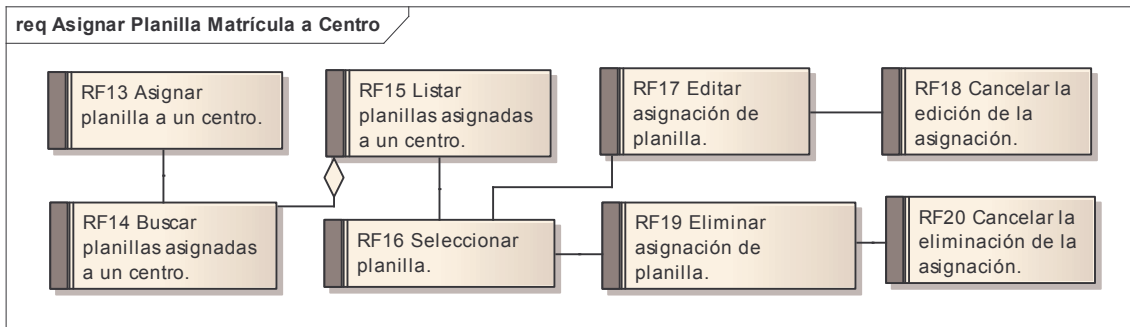 req Asignar Planilla Matrícula a Centro
RF13 Asignar
planilla a un centro.
RF15 Listar
planillas asignadas
a un centro.
RF17 Editar
asignación de
planilla.
RF18 Cancelar la
edición de la
asignación.
RF14 Buscar
planillas asignadas
a un centro.
RF16 Seleccionar
planilla.
RF19 Eliminar
asignación de
planilla.
RF20 Cancelar la
eliminación de la
asignación.